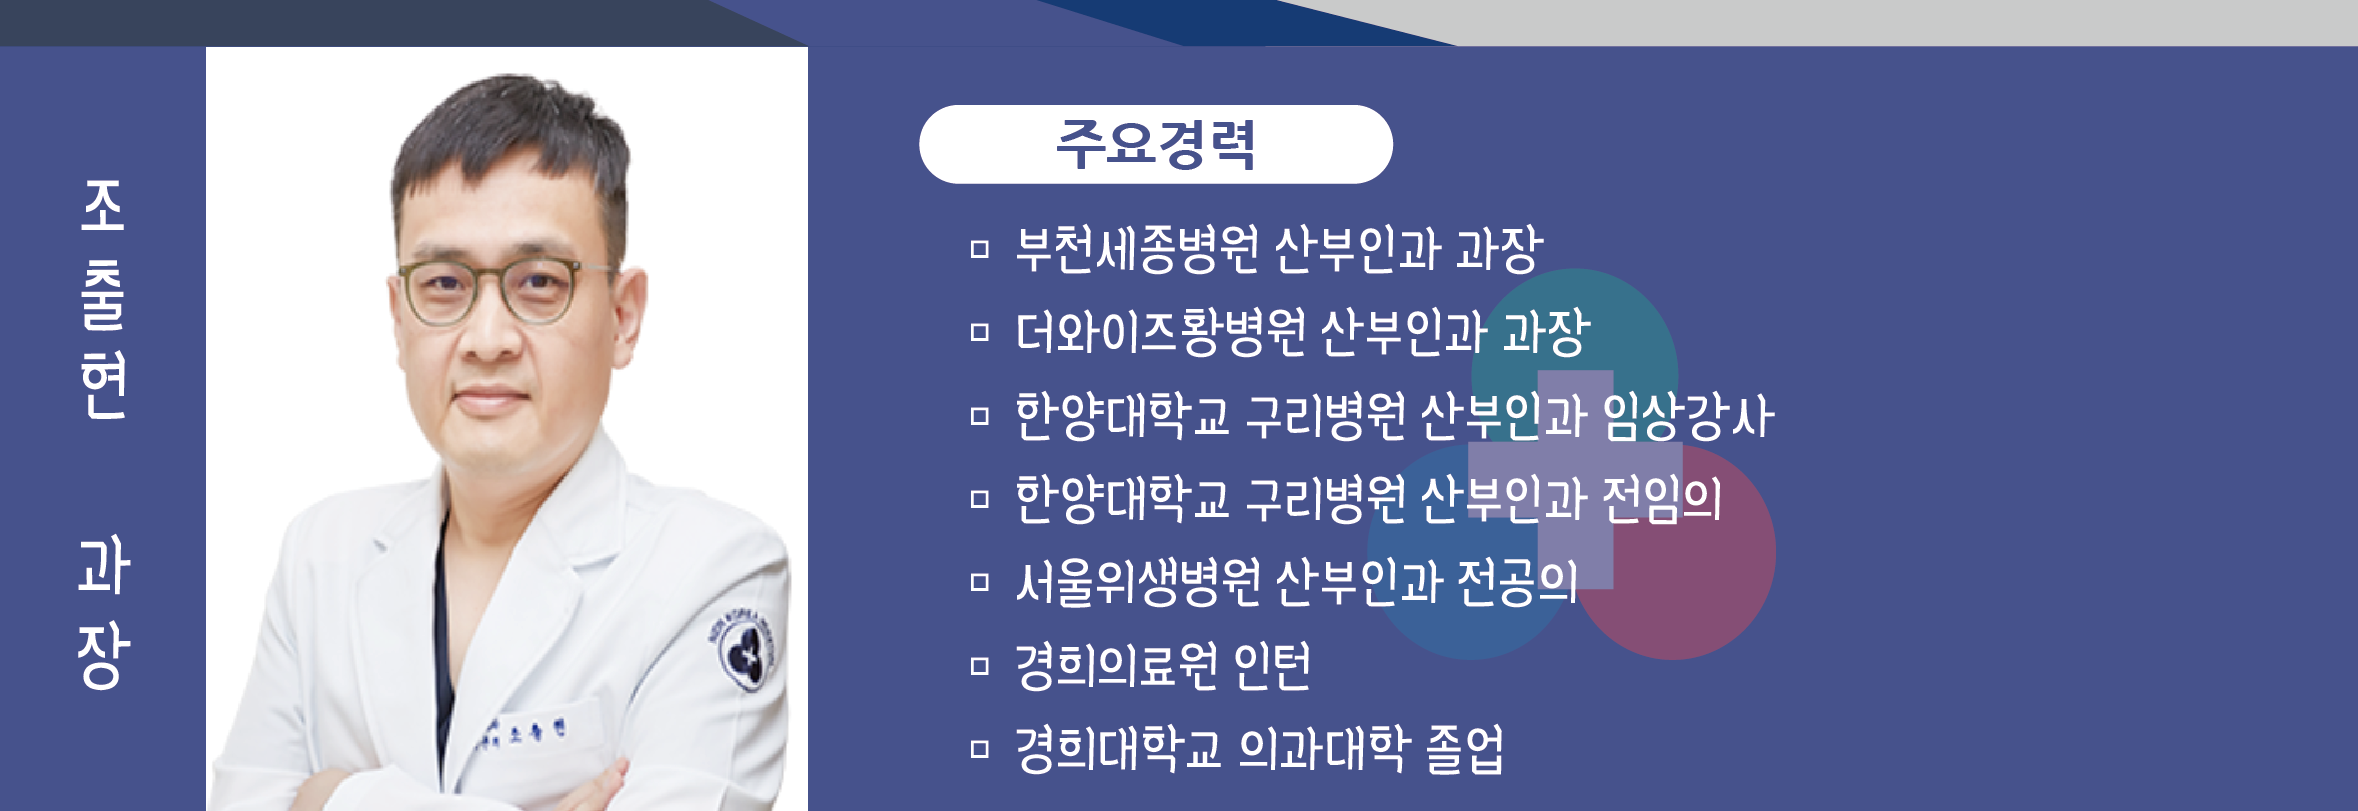 조출현 과장
주요경력
부천세종병원 산부인과 과장
더와이즈황병원 산부인과 과장
한양대학교 구리병원 산부인과 임상강사
한양대학교 구리병원 산부인과 전임의
서울위생병원 산부인과 전공의
경희의료원 인턴
경희대학교 의과대학 졸업